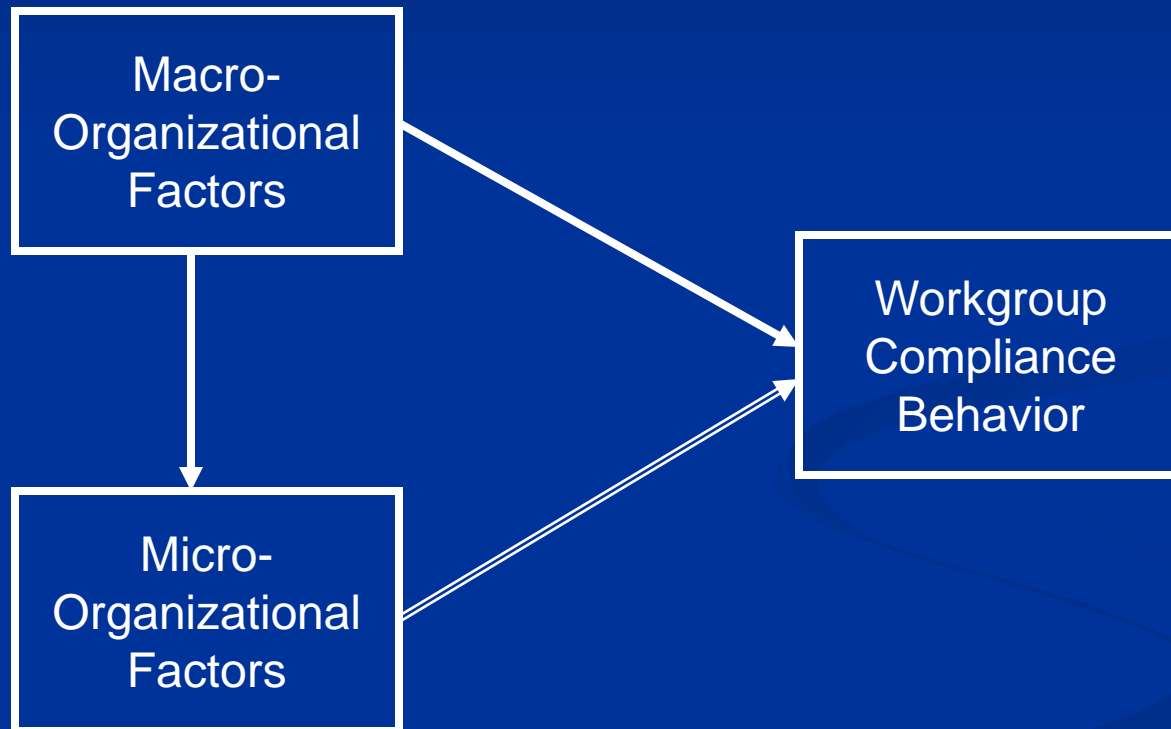 Macro-
Organizational
Factors
Workgroup
Compliance
Behavior
Micro-
Organizational
Factors